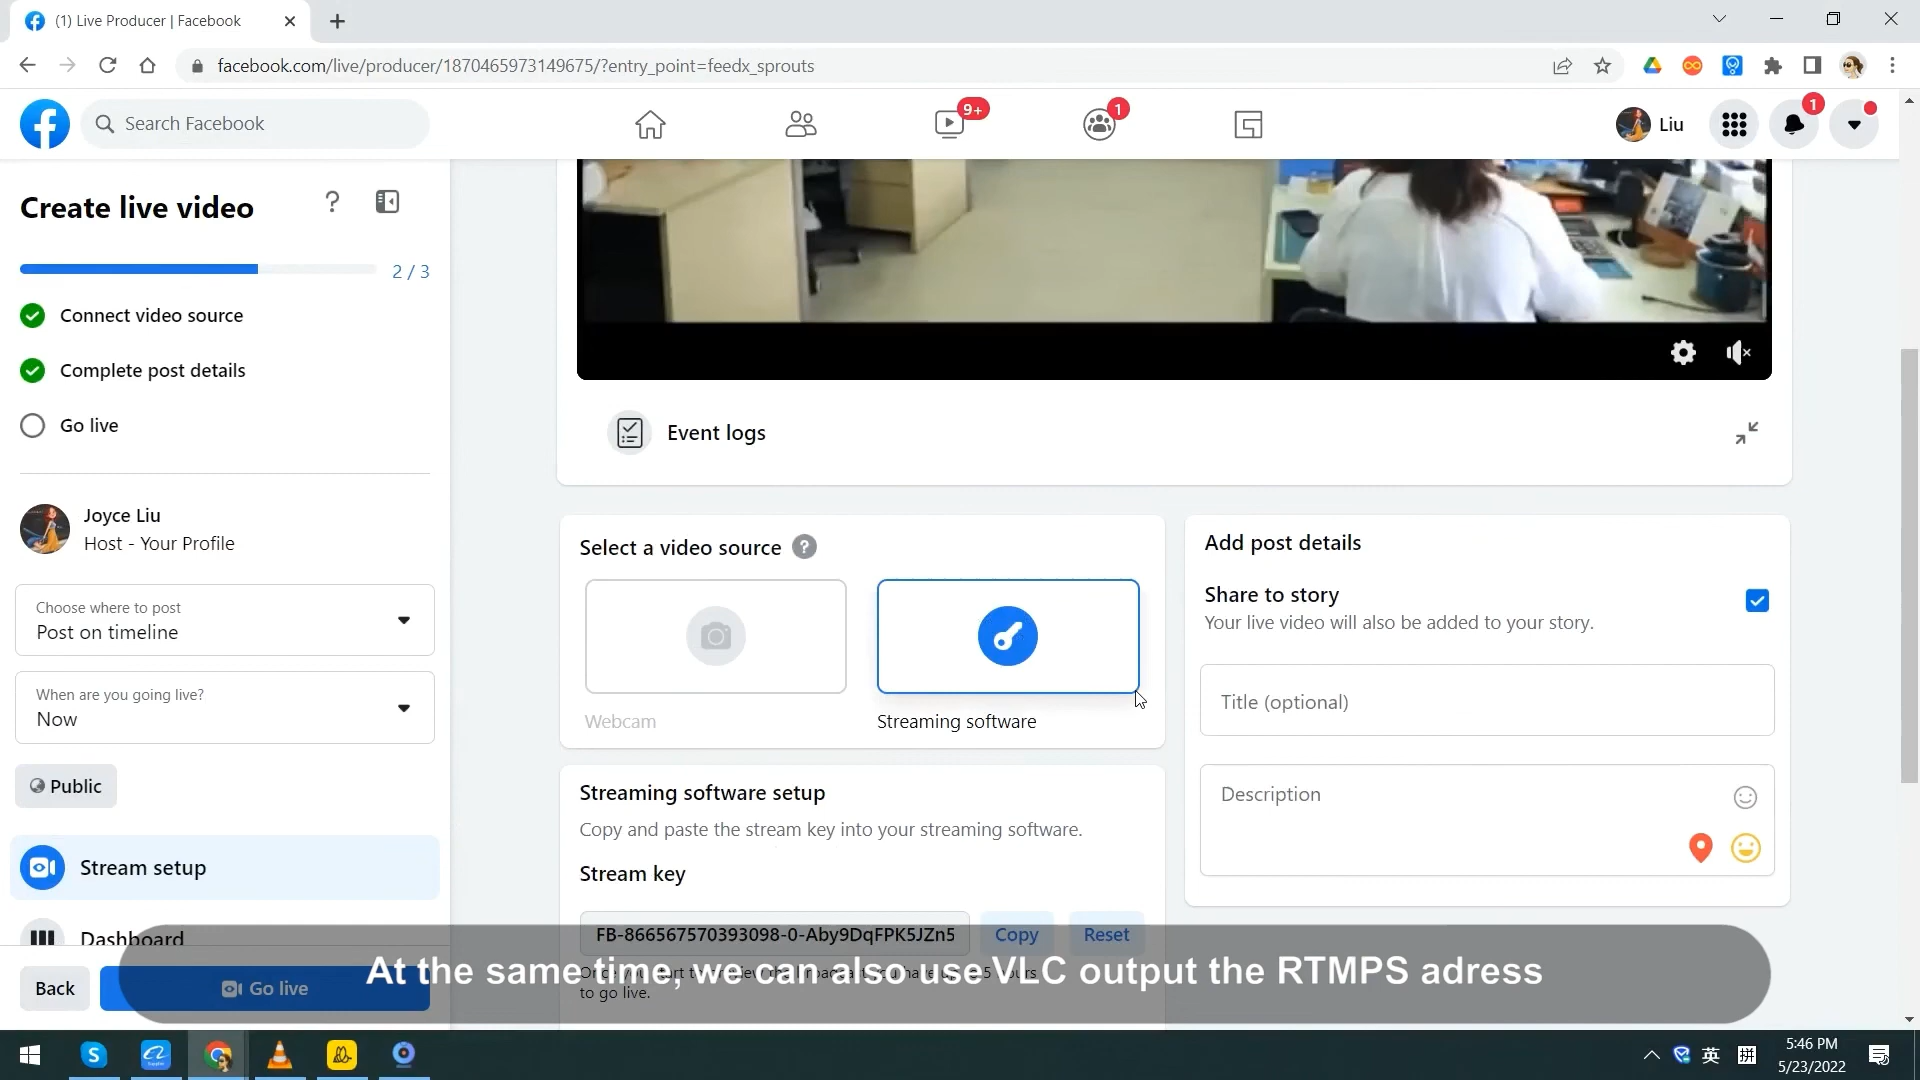 (1) Live Producer | Facebook
facebook.com/live/producer/1870465973149675/?entry_point=feedx_sprouts
Search Facebook
9+
1
Liu
1
Create live video
?
2 / 3
Connect video source
Complete post details
Go live
Joyce Liu
Host - Your Profile
Choose where to post
Post on timeline
When are you going live?
Now
Public
Stream setup
Dashboard
Back
Go live
Event logs
Select a video source ?
Webcam
Streaming software
Streaming software setup
Copy and paste the stream key into your streaming software.
Stream key
FB-866567570393098-0-Aby9DqFPK5JZn5
Copy
Reset
to go live.
Add post details
Share to story
Your live video will also be added to your story.
Title (optional)
Description
At the same time, we can also use VLC output the RTMPS adress
英
拼
5:46 PM
5/23/2022